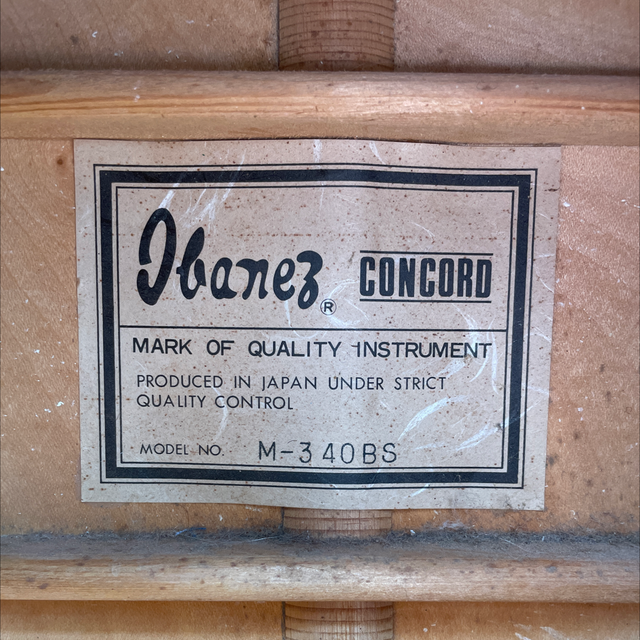 Ibanez® CONCORD
MARK OF QUALITY INSTRUMENT
PRODUCED IN JAPAN UNDER STRICT
QUALITY CONTROL
MODEL NO. M-340BS